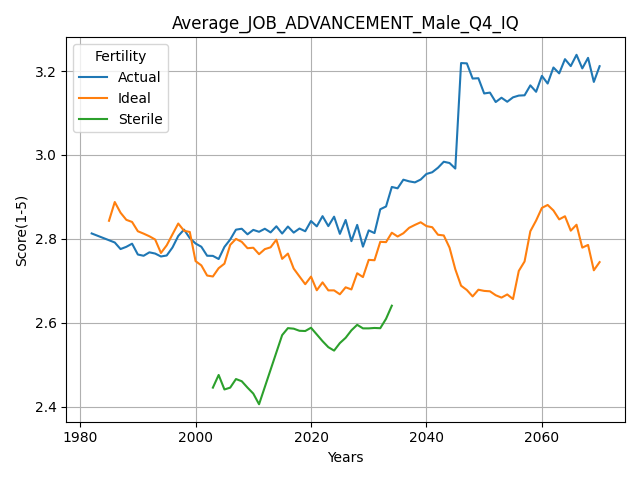 Average_JOB_ADVANCEMENT_Male_Q4_IQ
Fertility
Actual
Ideal
Sterile
Score(1-5)
3.2
3.0
2.8
2.6
2.4
1980 2000 2020 2040 2060
Years